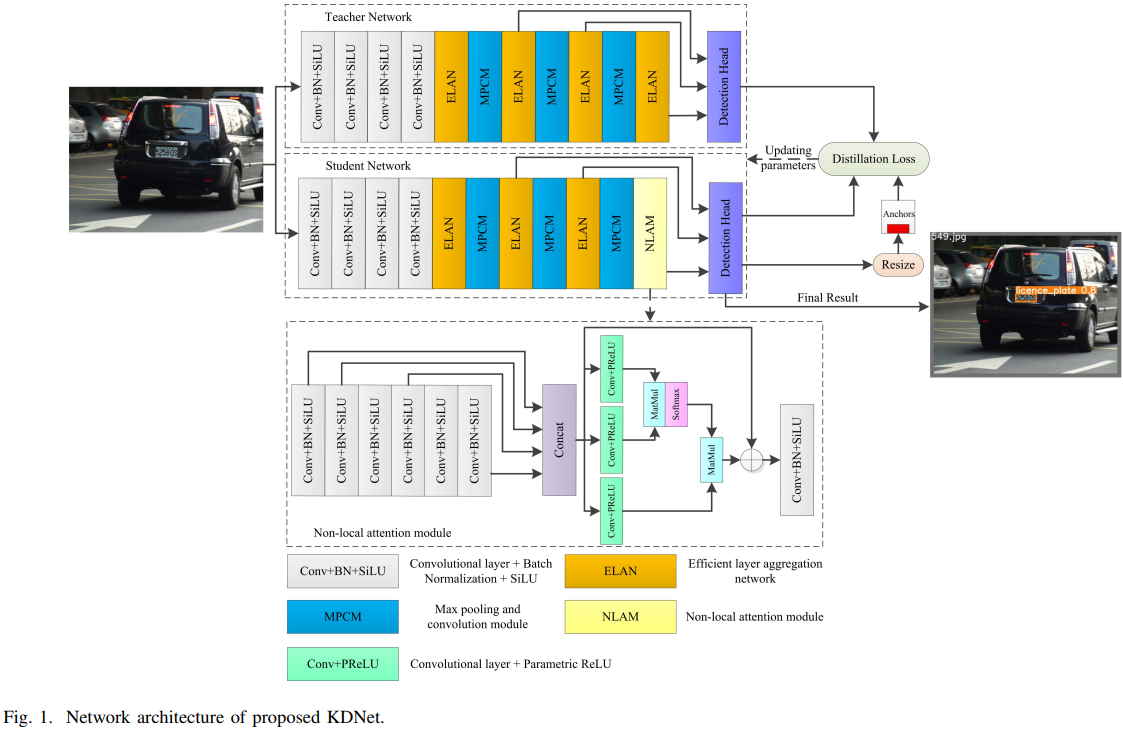 Teacher Network
Conv+BN+SiLU
Conv+BN+SiLU
Conv+BN+SiLU
Conv+BN+SiLU
ELAN
MPCM
ELAN
MPCM
ELAN
MPCM
ELAN
Detection Head
Student Network
Conv+BN+SiLU
Conv+BN+SiLU
Conv+BN+SiLU
Conv+BN+SiLU
ELAN
MPCM
ELAN
MPCM
ELAN
MPCM
NLAM
Detection Head
Updating
parameters
Distillation Loss
Anchors
Resize
Final Result
549.jpg
licence_plate 0.8
Conv+BN+SiLU
Conv+BN+SiLU
Conv+BN+SiLU
Conv+BN+SiLU
Conv+BN+SiLU
Conv+BN+SiLU
Concat
Conv+PReLU
Conv+PReLU
Conv+PReLU
MatMul
Softmax
MatMul
Conv+BN+SiLU
Non-local attention module
Conv+BN+SiLU
Convolutional layer + Batch
Normalization + SiLU
ELAN
Efficient layer aggregation
network
MPCM
Max pooling and
convolution module
NLAM
Non-local attention module
Conv+PReLU
Convolutional layer + Parametric ReLU
Fig. 1. Network architecture of proposed KDNet.